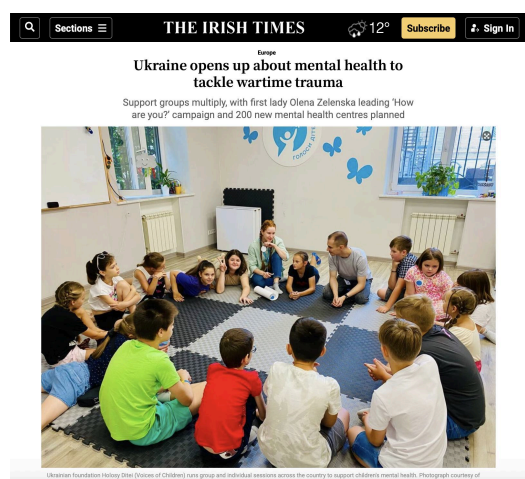 Sections
THE IRISH TIMES
12°
Subscribe
Sign In
Europe
Ukraine opens up about mental health to
tackle wartime trauma
Support groups multiply, with first lady Olena Zelenska leading 'How
are you?' campaign and 200 new mental health centres planned
ГОЛОСИ ДІТЕЙ
Ukrainian foundation Holosy Ditei (Voices of Children) runs group and individual sessions across the country to support children's mental health. Photograph courtesy of